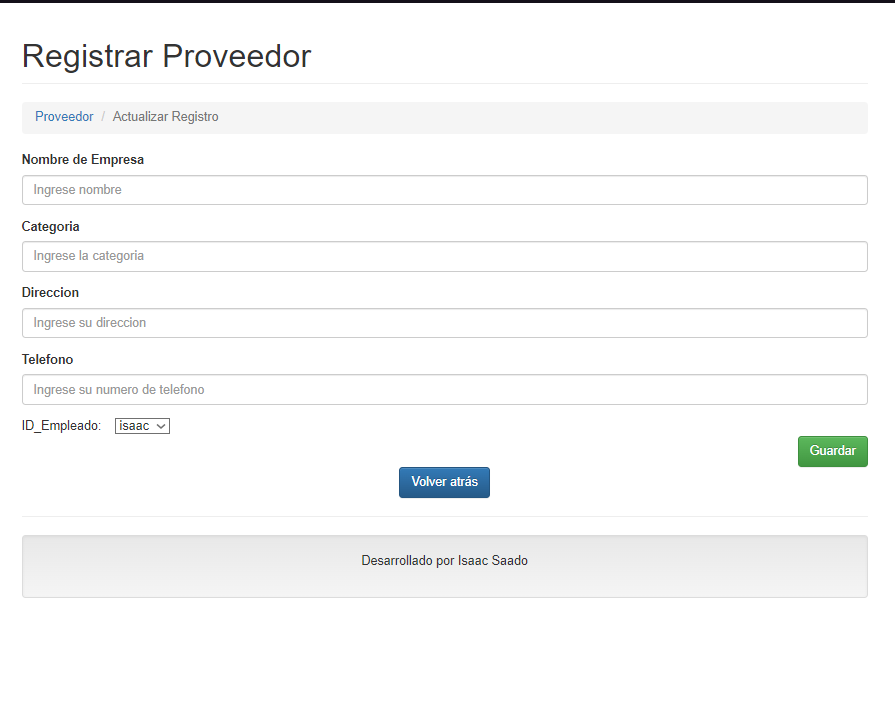 Registrar Proveedor
Proveedor / Actualizar Registro
Nombre de Empresa
Ingrese nombre
Categoria
Ingrese la categoria
Direccion
Ingrese su direccion
Telefono
Ingrese su numero de telefono
ID_Empleado: isaac
Guardar
Volver atrás
Desarrollado por Isaac Saado